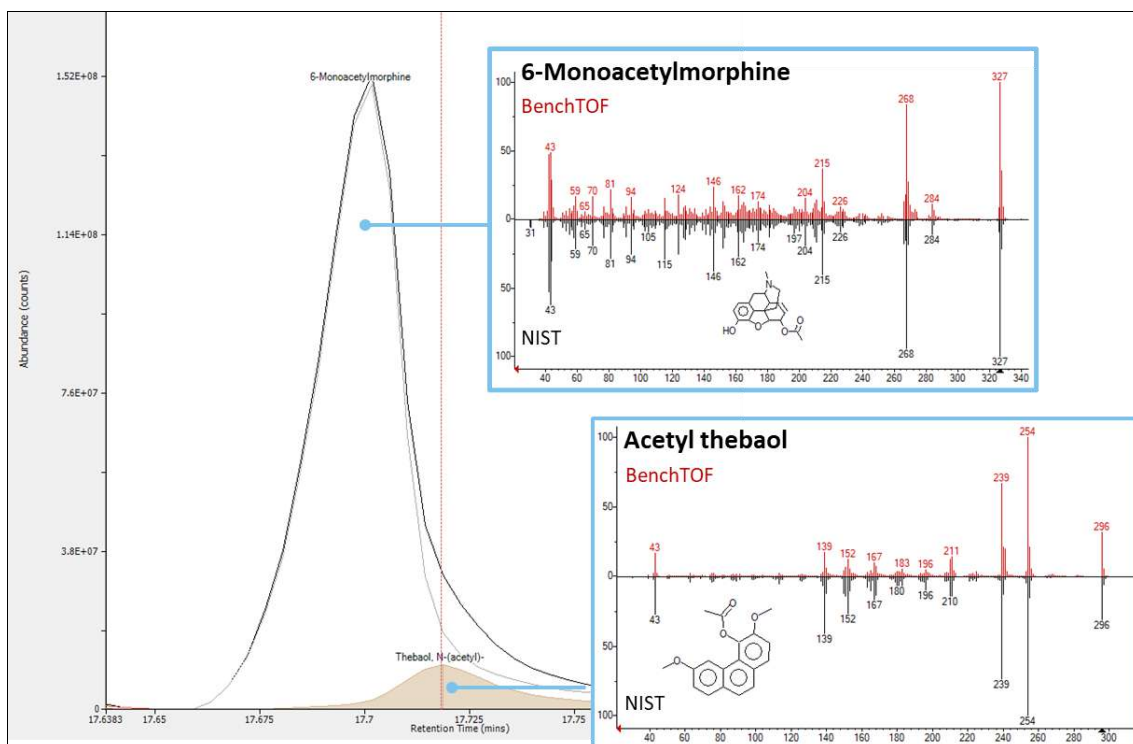 6-Monoacetylmorphine
BenchTOF
327
268
43
215
146
124
81
59
70
94
65
162
174
204
226
284
100
50
0
50
100
31
59
65
70
81
94
105
115
146
162
174
197
204
215
226
284
43
268
327
N
HO
O
O
O
NIST
40 60 80 100 120 140 160 180 200 220 240 260 280 300 320 340
Acetyl thebaol
BenchTOF
254
239
296
43
139
152
167
183
196
211
100
50
0
50
100
43
139
152
167
180
196
210
239
254
296
O
O
O
O
NIST
40 60 80 100 120 140 160 180 200 220 240 260 280 300
1.52E+08
6-Monoacetylmorphine
1.14E+08
Abundance (counts)
7.6E+07
3.8E+07
Thebaol, N-(acetyl)-
0
17.6383 17.65 17.675 17.7 17.725 17.75
Retention Time (mins)